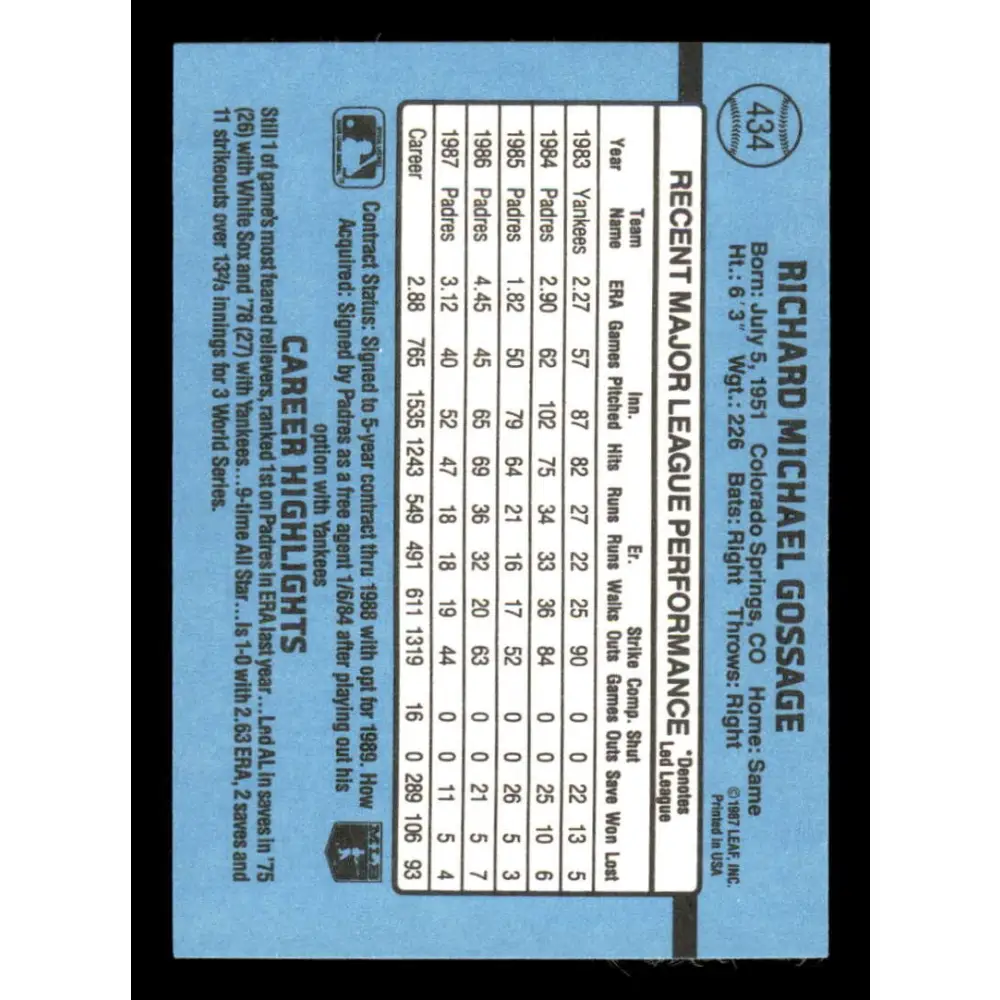 434
RICHARD MICHAEL GOSSAGE
Born: July 5, 1951 Colorado Springs, CO Home: Same
Ht.: 6'3" Wgt.: 226 Bats: Right Throws: Right
©1987 LEAF, INC.
Printed in USA
RECENT MAJOR LEAGUE PERFORMANCE *Denotes Led League
Year Team Name ERA Games Inn. Pitched Hits Runs Er. Runs Walks Strike Outs Comp. Games Shut Outs Save Won Lost
1983 Yankees 2.27 57 87 82 27 22 25 90 0 0 22 13 5
1984 Padres 2.90 62 102 75 34 33 36 84 0 0 25 10 6
1985 Padres 1.82 50 79 64 21 16 17 52 0 0 26 5 3
1986 Padres 4.45 45 65 69 36 32 20 63 0 0 21 5 7
1987 Padres 3.12 40 52 47 18 18 19 44 0 0 11 5 4
Career 2.88 765 1535 1243 549 491 611 1319 16 0 289 106 93
Contract Status: Signed to 5-year contract thru 1988 with opt for 1989. How
Acquired: Signed by Padres as a free agent 1/6/84 after playing out his
option with Yankees
MLB
CAREER HIGHLIGHTS
Still 1 of game's most feared relievers, ranked 1st on Padres in ERA last year...Led AL in saves in '75
(26) with White Sox and '78 (27) with Yankees...9-time All Star...Is 1-0 with 2.63 ERA, 2 saves and
11 strikeouts over 13⅔ innings for 3 World Series.